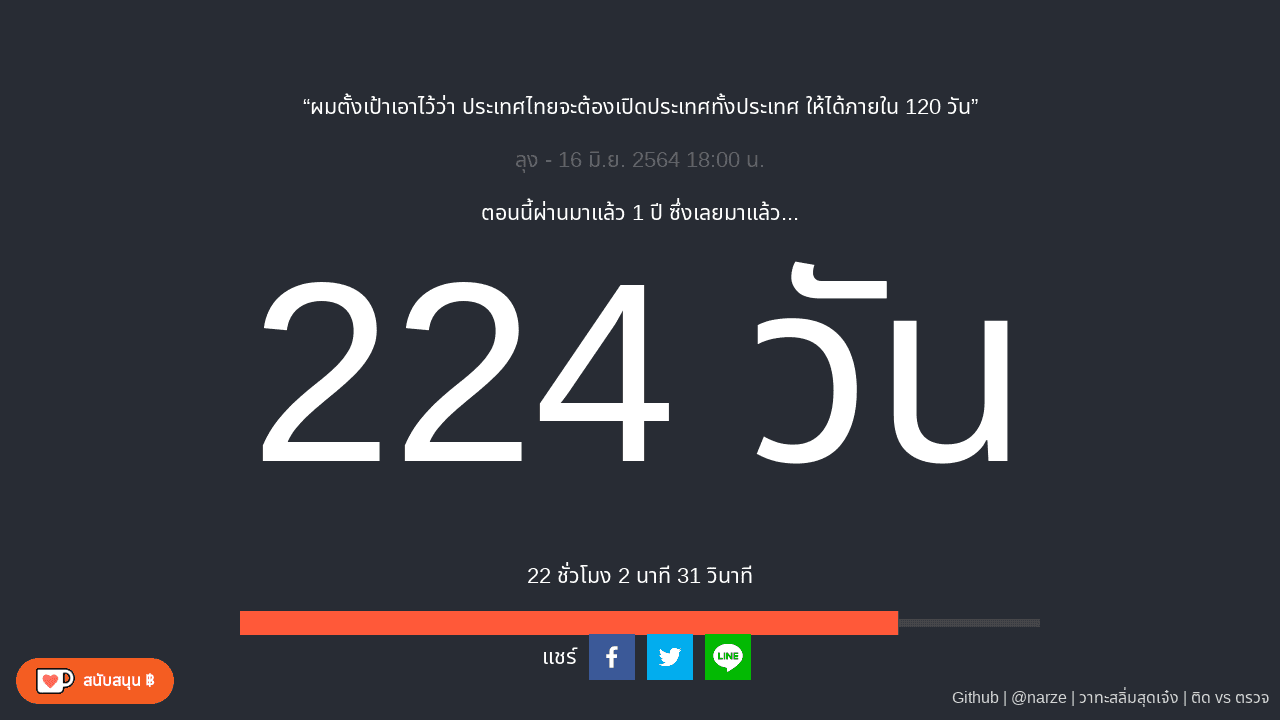 “ผมตั้งเป้าเอาไว้ว่า ประเทศไทยจะต้องเปิดประเทศทั้งประเทศ ให้ได้ภายใน 120 วัน”
ลุง - 16 มิ.ย. 2564 18:00 น.
ตอนนี้ผ่านมาแล้ว 1 ปี ซึ่งเลยมาแล้ว...
224 วัน
22 ชั่วโมง 2 นาที 31 วินาที
แชร์
LINE
สนับสนุน ฿
Github | @narze | วาทะสลิ่มสุดเจ๋ง | ติด vs ตรวจ